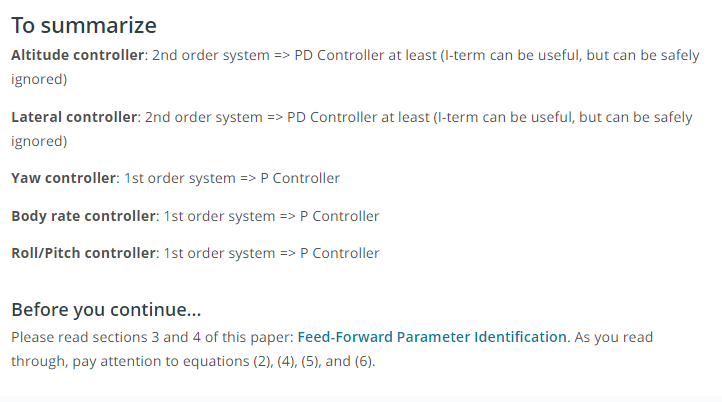 To summarize
Altitude controller: 2nd order system => PD Controller at least (I-term can be useful, but can be safely
ignored)
Lateral controller: 2nd order system => PD Controller at least (I-term can be useful, but can be safely
ignored)
Yaw controller: 1st order system => P Controller
Body rate controller: 1st order system => P Controller
Roll/Pitch controller: 1st order system => P Controller
Before you continue...
Please read sections 3 and 4 of this paper: Feed-Forward Parameter Identification. As you read
through, pay attention to equations (2), (4), (5), and (6).